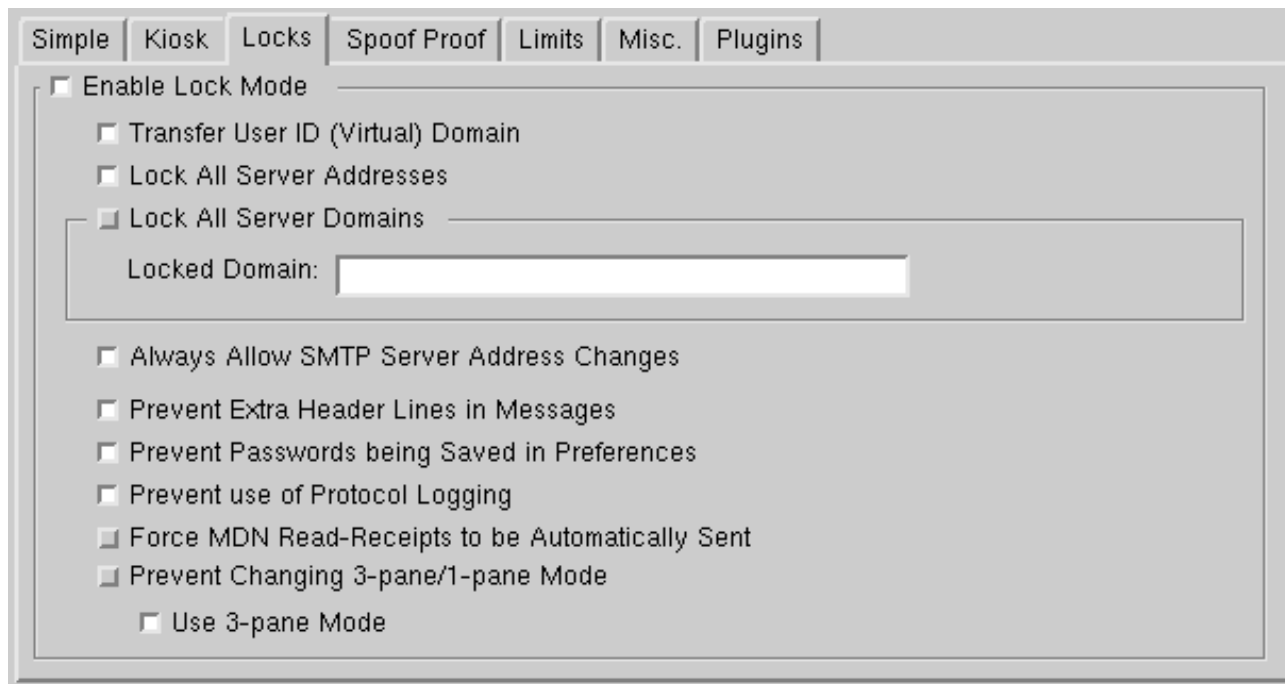 Simple Kiosk Locks Spoof Proof Limits Misc. Plugins
Enable Lock Mode
Transfer User ID (Virtual) Domain
Lock All Server Addresses
Lock All Server Domains
Locked Domain:
Always Allow SMTP Server Address Changes
Prevent Extra Header Lines in Messages
Prevent Passwords being Saved in Preferences
Prevent use of Protocol Logging
Force MDN Read-Receipts to be Automatically Sent
Prevent Changing 3-pane/1-pane Mode
Use 3-pane Mode